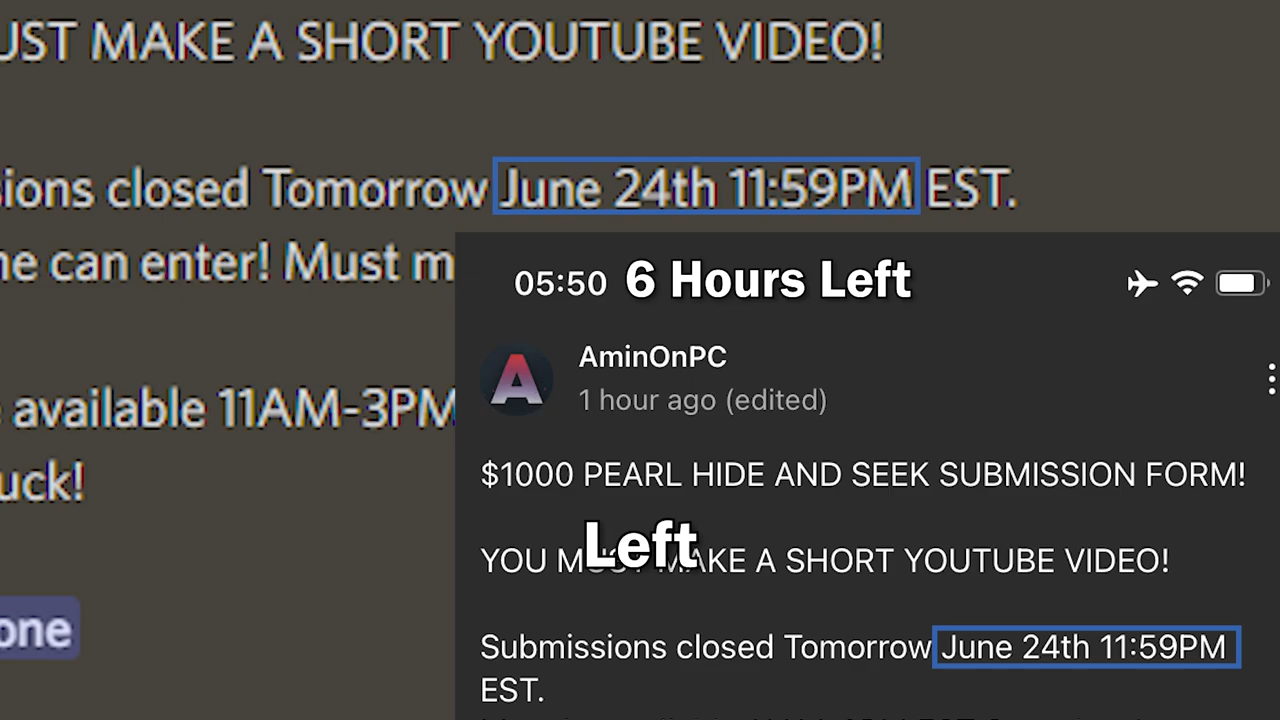 UST MAKE A SHORT YOUTUBE VIDEO!
sions closed Tomorrow June 24th 11:59PM EST.
ne can enter! Must m
available 11AM-3PM
uck!
one
05:50 6 Hours Left
AminOnPC
1 hour ago (edited)
$1000 PEARL HIDE AND SEEK SUBMISSION FORM!
Left
YOU MUST MAKE A SHORT YOUTUBE VIDEO!
Submissions closed Tomorrow June 24th 11:59PM
EST.